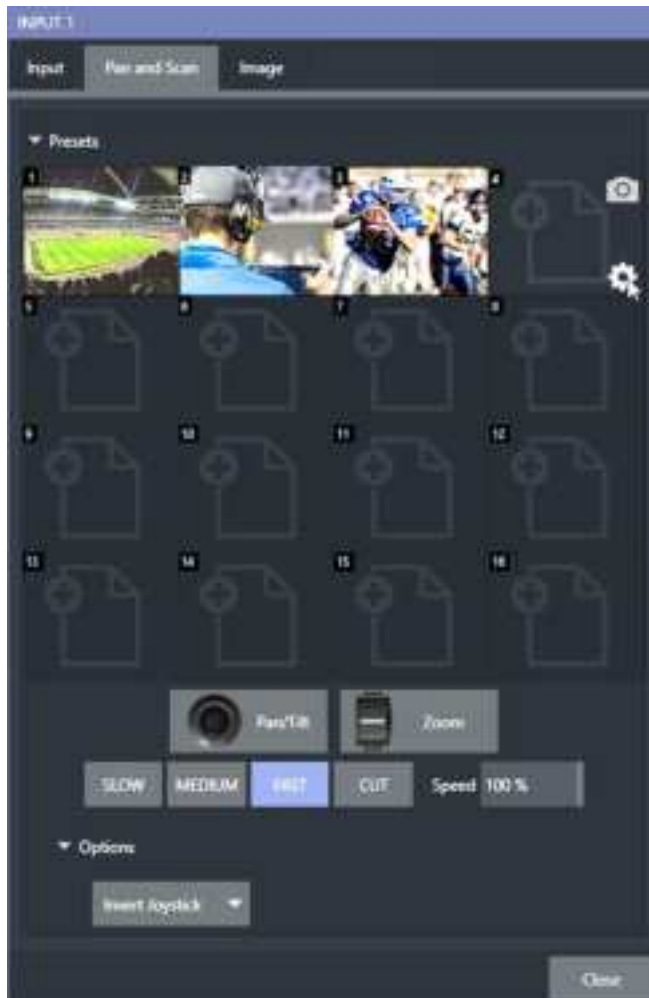 INPUT 1
Input Pan and Scan Image
Presets
1 2 3 4
5 6 7 8
9 10 11 12
13 14 15 16
Pan/Tilt Zoom
SLOW MEDIUM FAST CUT Speed 100 %
Options
Invert Joystick
Close